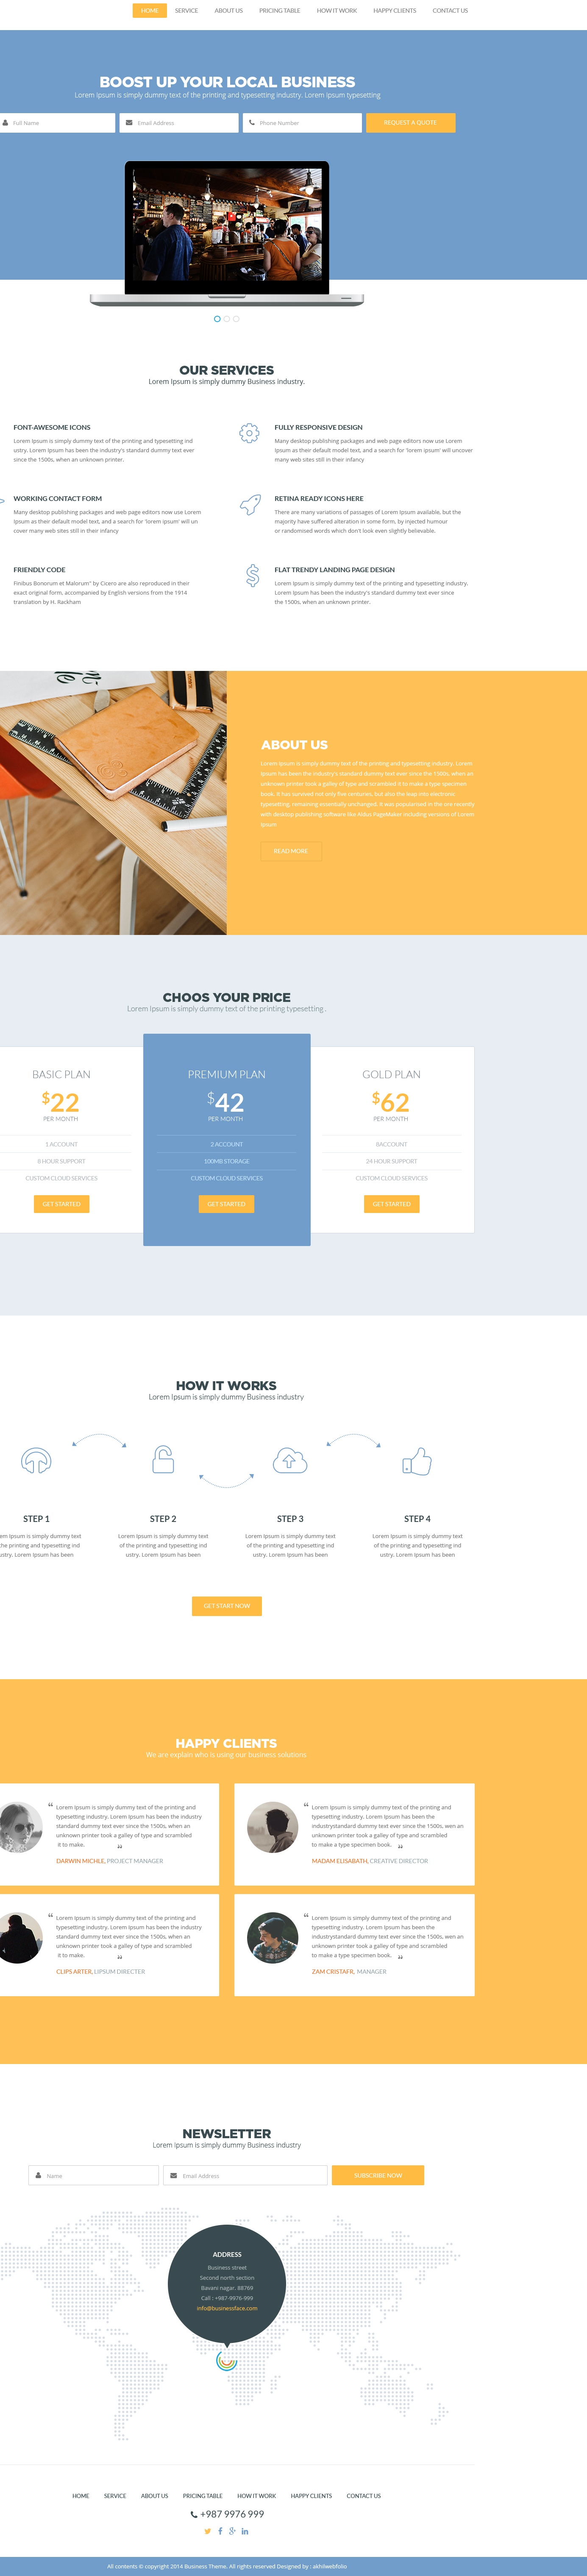 HOME SERVICE ABOUT US PRICING TABLE HOW IT WORK HAPPY CLIENTS CONTACT US
BOOST UP YOUR LOCAL BUSINESS
Lorem Ipsum is simply dummy text of the printing and typesetting industry. Lorem Ipsum typesetting
Full Name Email Address Phone Number REQUEST A QUOTE
OUR SERVICES
Lorem Ipsum is simply dummy Business industry.
FONT-AWESOME ICONS
Lorem Ipsum is simply dummy text of the printing and typesetting ind
ustry. Lorem Ipsum has been the industry's standard dummy text ever
since the 1500s, when an unknown printer.
FULLY RESPONSIVE DESIGN
Many desktop publishing packages and web page editors now use Lorem
Ipsum as their default model text, and a search for 'lorem ipsum' will uncover
many web sites still in their infancy
WORKING CONTACT FORM
Many desktop publishing packages and web page editors now use Lorem
Ipsum as their default model text, and a search for 'lorem ipsum' will un
cover many web sites still in their infancy
RETINA READY ICONS HERE
There are many variations of passages of Lorem Ipsum available, but the
majority have suffered alteration in some form, by injected humour
or randomised words which don't look even slightly believable.
FRIENDLY CODE
Finibus Bonorum et Malorum" by Cicero are also reproduced in their
exact original form, accompanied by English versions from the 1914
translation by H. Rackham
FLAT TRENDY LANDING PAGE DESIGN
Lorem Ipsum is simply dummy text of the printing and typesetting industry.
Lorem Ipsum has been the industry's standard dummy text ever since
the 1500s, when an unknown printer.
ABOUT US
Lorem Ipsum is simply dummy text of the printing and typesetting industry. Lorem
Ipsum has been the industry's standard dummy text ever since the 1500s, when an
unknown printer took a galley of type and scrambled it to make a type specimen
book. It has survived not only five centuries, but also the leap into electronic
typesetting, remaining essentially unchanged. It was popularised in the ore recently
with desktop publishing software like Aldus PageMaker including versions of Lorem
Ipsum
READ MORE
CHOOS YOUR PRICE
Lorem Ipsum is simply dummy text of the printing typesetting .
BASIC PLAN
$22
PER MONTH
1 ACCOUNT
8 HOUR SUPPORT
CUSTOM CLOUD SERVICES
GET STARTED
PREMIUM PLAN
$42
PER MONTH
2 ACCOUNT
100MB STORAGE
CUSTOM CLOUD SERVICES
GET STARTED
GOLD PLAN
$62
PER MONTH
8ACCCOUNT
24 HOUR SUPPORT
CUSTOM CLOUD SERVICES
GET STARTED
HOW IT WORKS
Lorem Ipsum is simply dummy Business industry
STEP 1
em Ipsum is simply dummy text
he printing and typesetting ind
ustry. Lorem Ipsum has been
STEP 2
Lorem Ipsum is simply dummy text
of the printing and typesetting ind
ustry. Lorem Ipsum has been
STEP 3
Lorem Ipsum is simply dummy text
of the printing and typesetting ind
ustry. Lorem Ipsum has been
STEP 4
Lorem Ipsum is simply dummy text
of the printing and typesetting ind
ustry. Lorem Ipsum has been
GET START NOW
HAPPY CLIENTS
We are explain who is using our business solutions
“ Lorem Ipsum is simply dummy text of the printing and
typesetting industry. Lorem Ipsum has been the industry
standard dummy text ever since the 1500s, when an
unknown printer took a galley of type and scrambled
it to make. “
DARWIN MICHLE, PROJECT MANAGER
“ Lorem Ipsum is simply dummy text of the printing and
typesetting industry. Lorem Ipsum has been the
industrystandard dummy text ever since the 1500s, wen an
unknown printer took a galley of type and scrambled
to make a type specimen book. “
MADAM ELISABATH, CREATIVE DIRECTOR
“ Lorem Ipsum is simply dummy text of the printing and
typesetting industry. Lorem Ipsum has been the industry
standard dummy text ever since the 1500s, when an
unknown printer took a galley of type and scrambled
it to make. “
CLIPS ARTER, LIPSUM DIRECTER
“ Lorem Ipsum is simply dummy text of the printing and
typesetting industry. Lorem Ipsum has been the
industrystandard dummy text ever since the 1500s, wen an
unknown printer took a galley of type and scrambled
to make a type specimen book. “
ZAM CRISTAFR, MANAGER
NEWSLETTER
Lorem Ipsum is simply dummy Business industry
Name Email Address SUBSCRIBE NOW
ADDRESS
Business street
Second north section
Bavani nagar. 88769
Call : +987-9976-999
info@businessface.com
HOME SERVICE ABOUT US PRICING TABLE HOW IT WORK HAPPY CLIENTS CONTACT US
+987 9976 999
All contents © copyright 2014 Business Theme. All rights reserved Designed by : akhilwebfolio